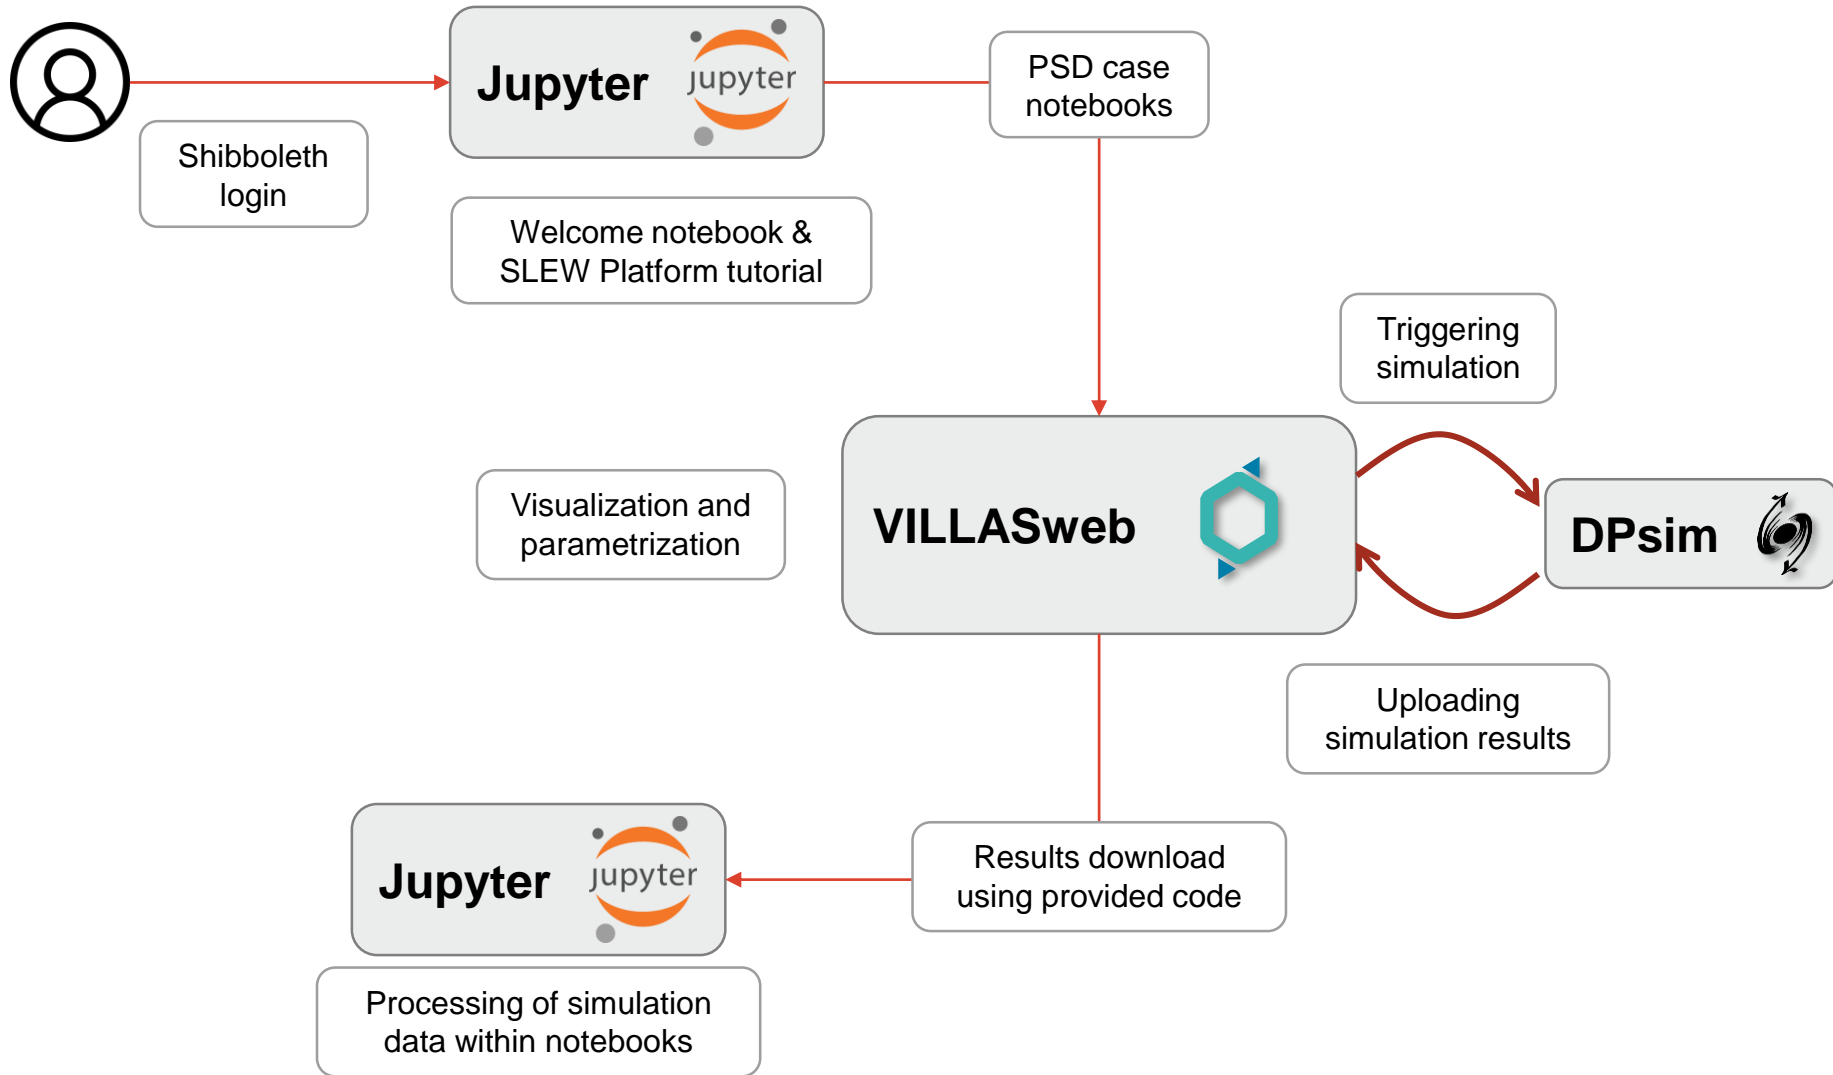 Jupyter
jupyter
PSD case
notebooks
Shibboleth
login
Welcome notebook &
SLEW Platform tutorial
Triggering
simulation
Visualization and
parametrization
VILLASweb
DPsim
Uploading
simulation results
Jupyter
jupyter
Results download
using provided code
Processing of simulation
data within notebooks